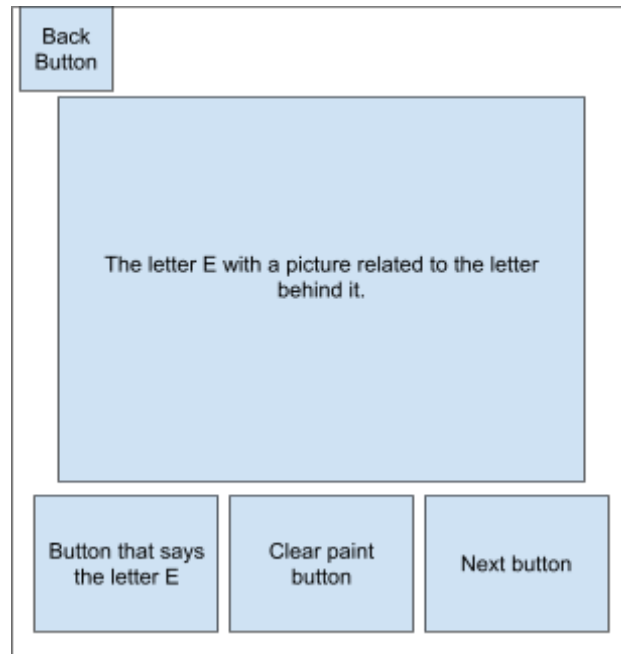 Back
Button
The letter E with a picture related to the letter
behind it.
Button that says
the letter E
Clear paint
button
Next button